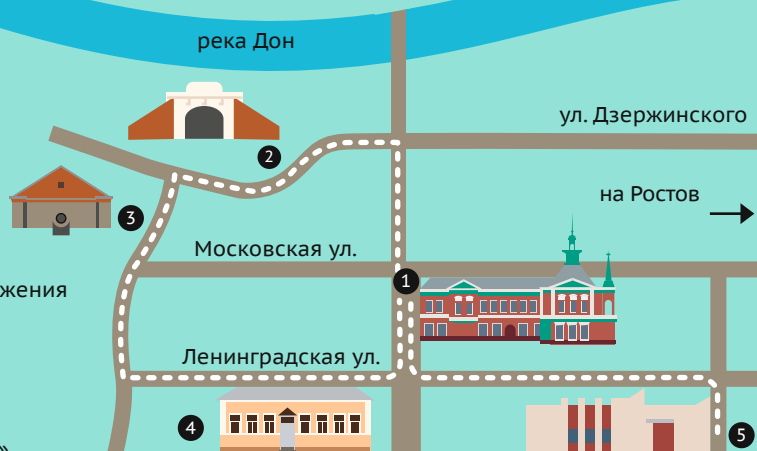 река Дон
ул. Дзержинского
2
на Ростов
3
Московская ул.
1
жения
Ленинградская ул.
4
5
»